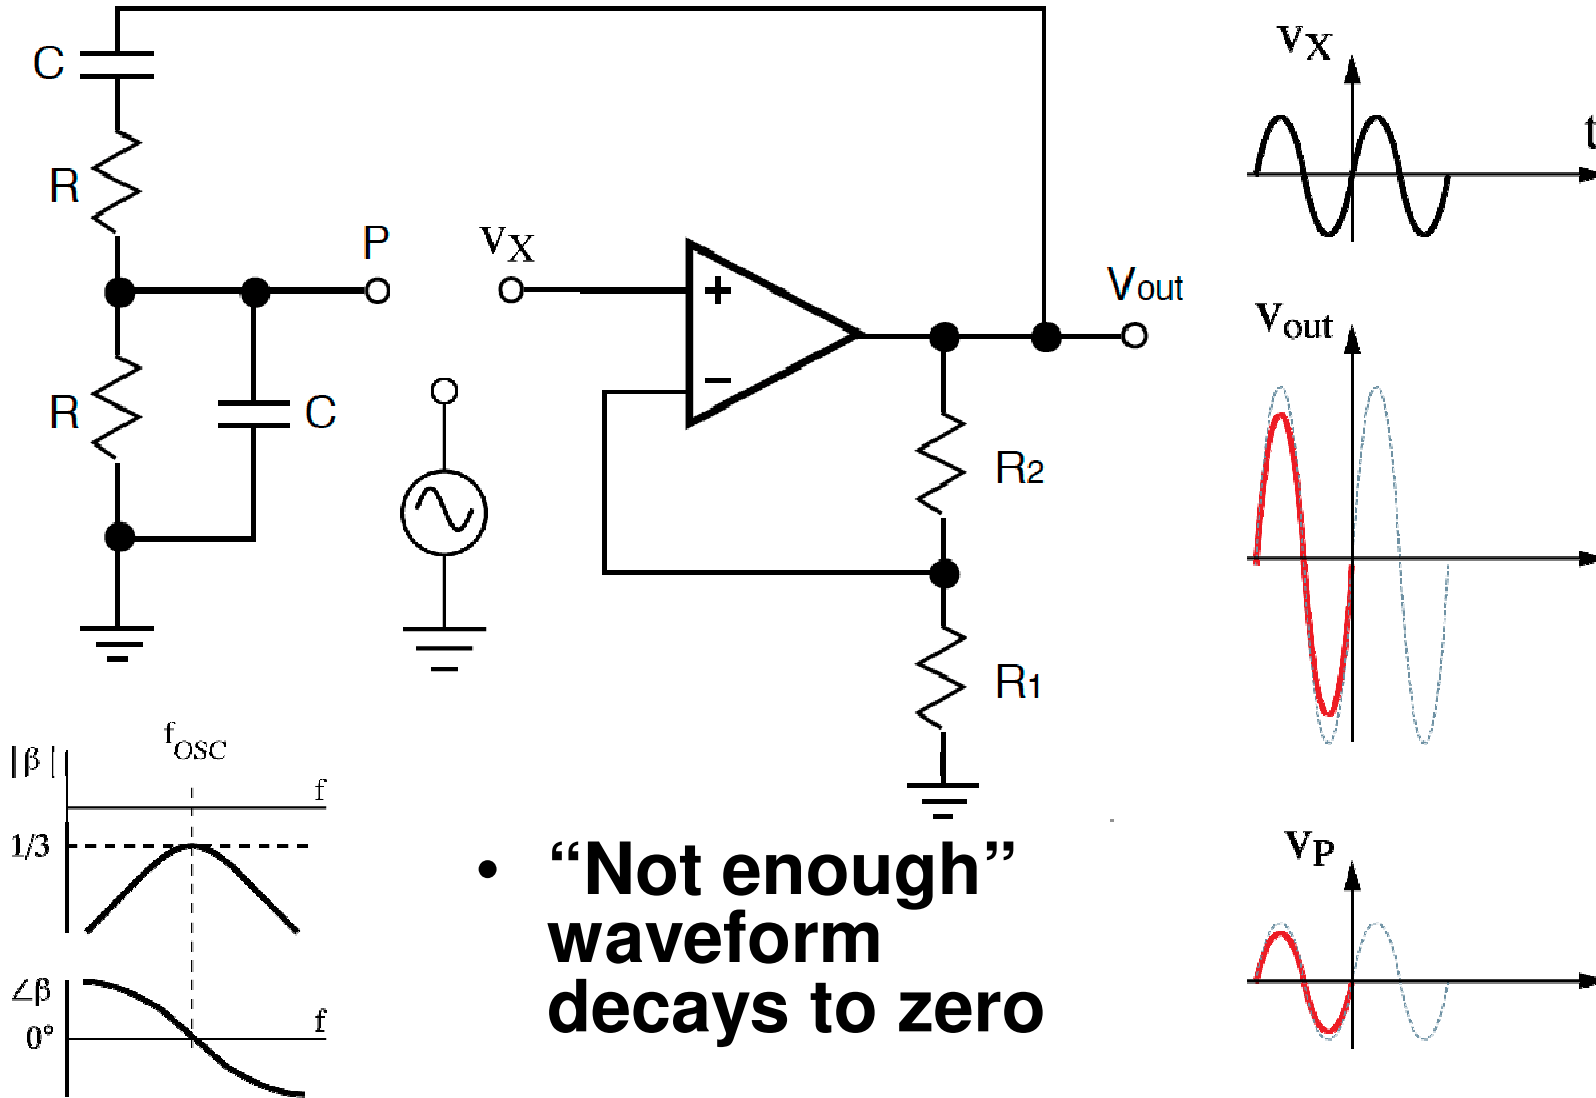 C
R
P
vX
R
C
+
−
Vout
R2
R1
fOSC
|β|
f
1/3
∠β
0°
f
• “Not enough”
waveform
decays to zero
vX
t
vout
vP